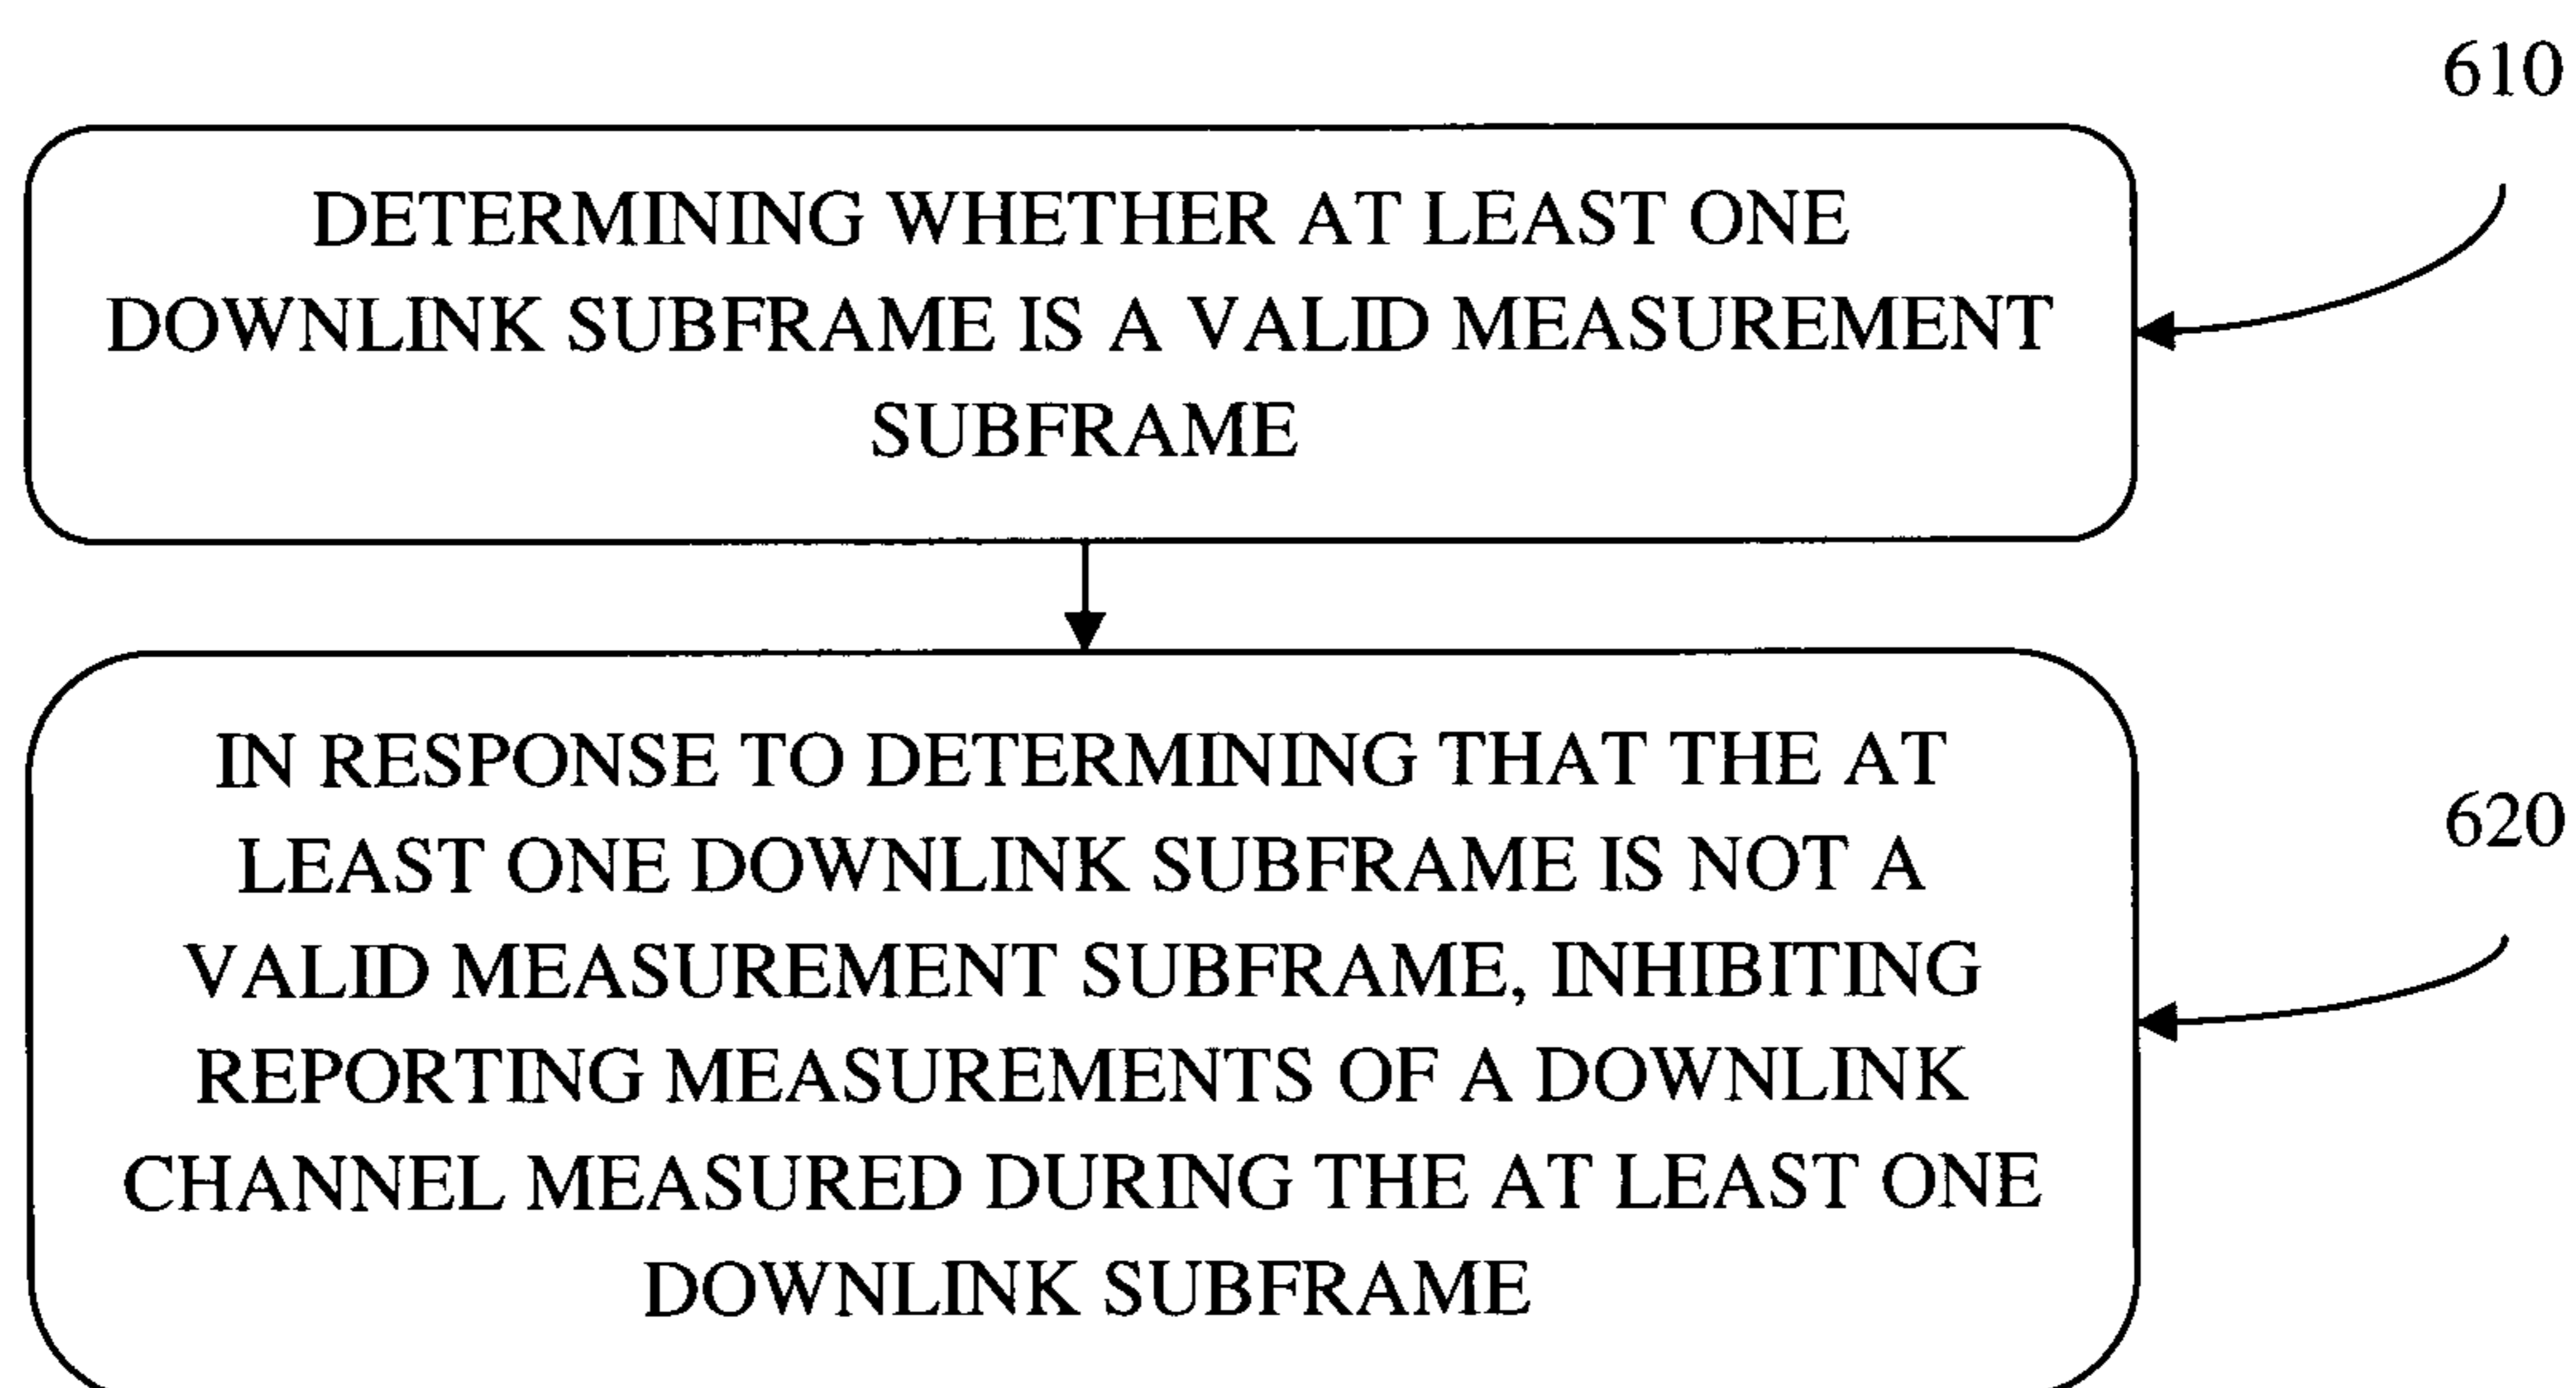 610
DETERMINING WHETHER AT LEAST ONE
DOWNLINK SUBFRAME IS A VALID MEASUREMENT
SUBFRAME
IN RESPONSE TO DETERMINING THAT THE AT
LEAST ONE DOWNLINK SUBFRAME IS NOT A
620
VALID MEASUREMENT SUBFRAME, INHIBITING
REPORTING MEASUREMENTS OF A DOWNLINK
CHANNEL MEASURED DURING THE AT LEAST ONE
DOWNLINK SUBFRAME